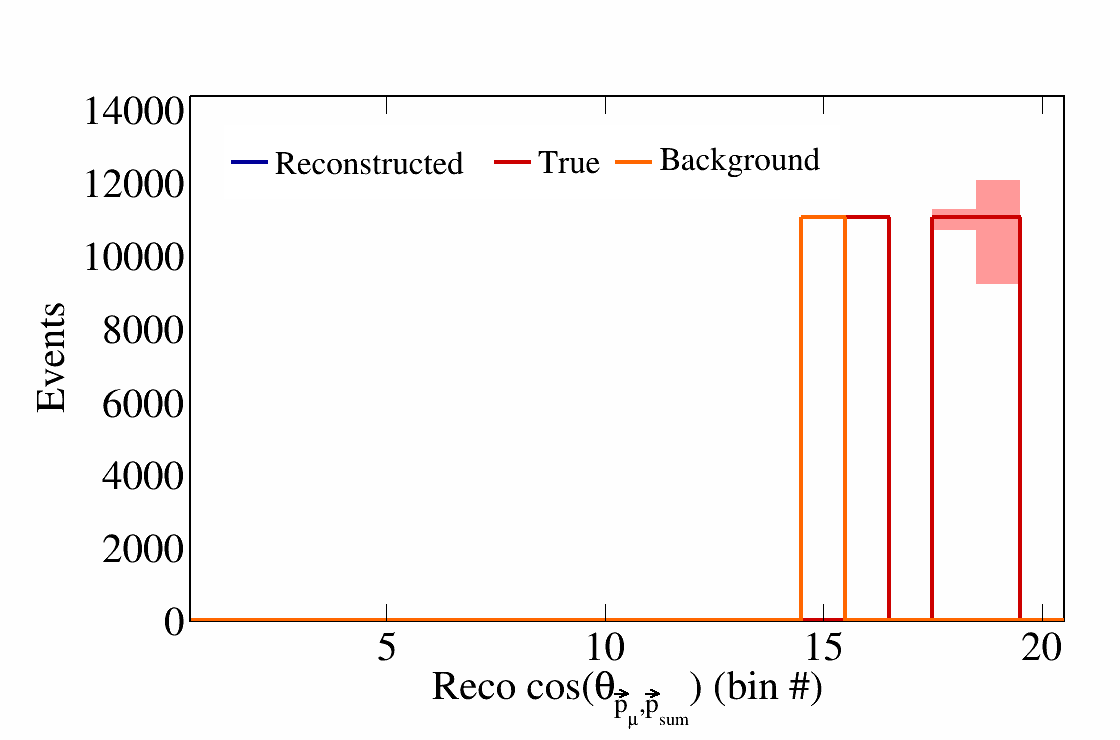 14000
12000
10000
8000
6000
4000
2000
0
Events
Reconstructed True Background
5 10 15 20
Reco cos(θ p⃗μ,p⃗sum) (bin #)